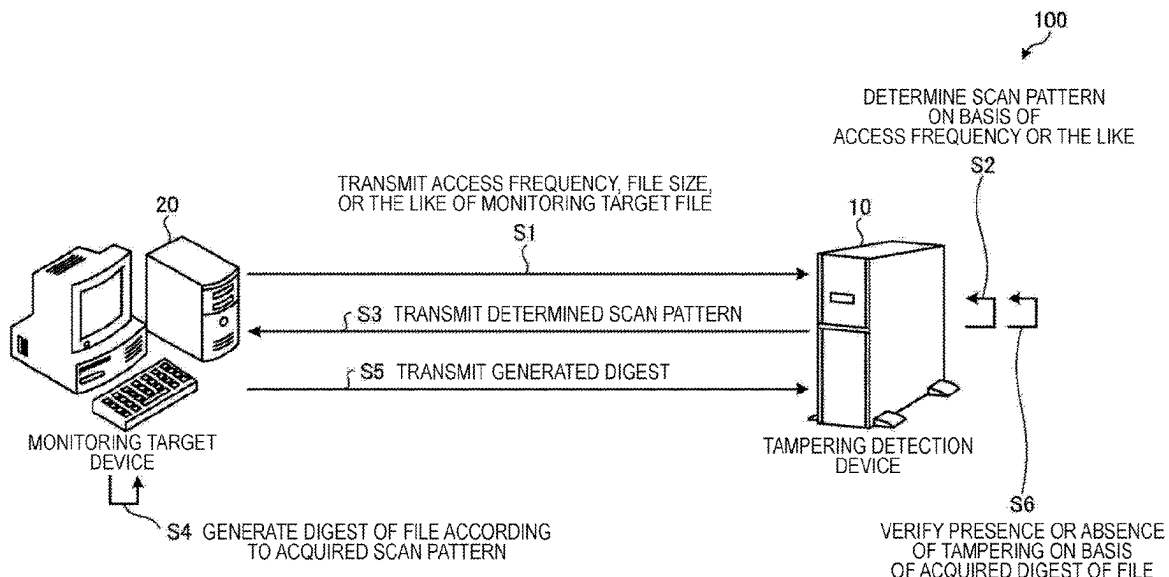 100
DETERMINE SCAN PATTERN
ON BASIS OF
ACCESS FREQUENCY OR THE LIKE
S2
TRANSMIT ACCESS FREQUENCY, FILE SIZE,
OR THE LIKE OF MONITORING TARGET FILE
S1
20
10
S3 TRANSMIT DETERMINED SCAN PATTERN
S5 TRANSMIT GENERATED DIGEST
MONITORING TARGET
DEVICE
TAMPERING DETECTION
DEVICE
S4 GENERATE DIGEST OF FILE ACCORDING
TO ACQUIRED SCAN PATTERN
S6
VERIFY PRESENCE OR ABSENCE
OF TAMPERING ON BASIS
OF ACQUIRED DIGEST OF FILE